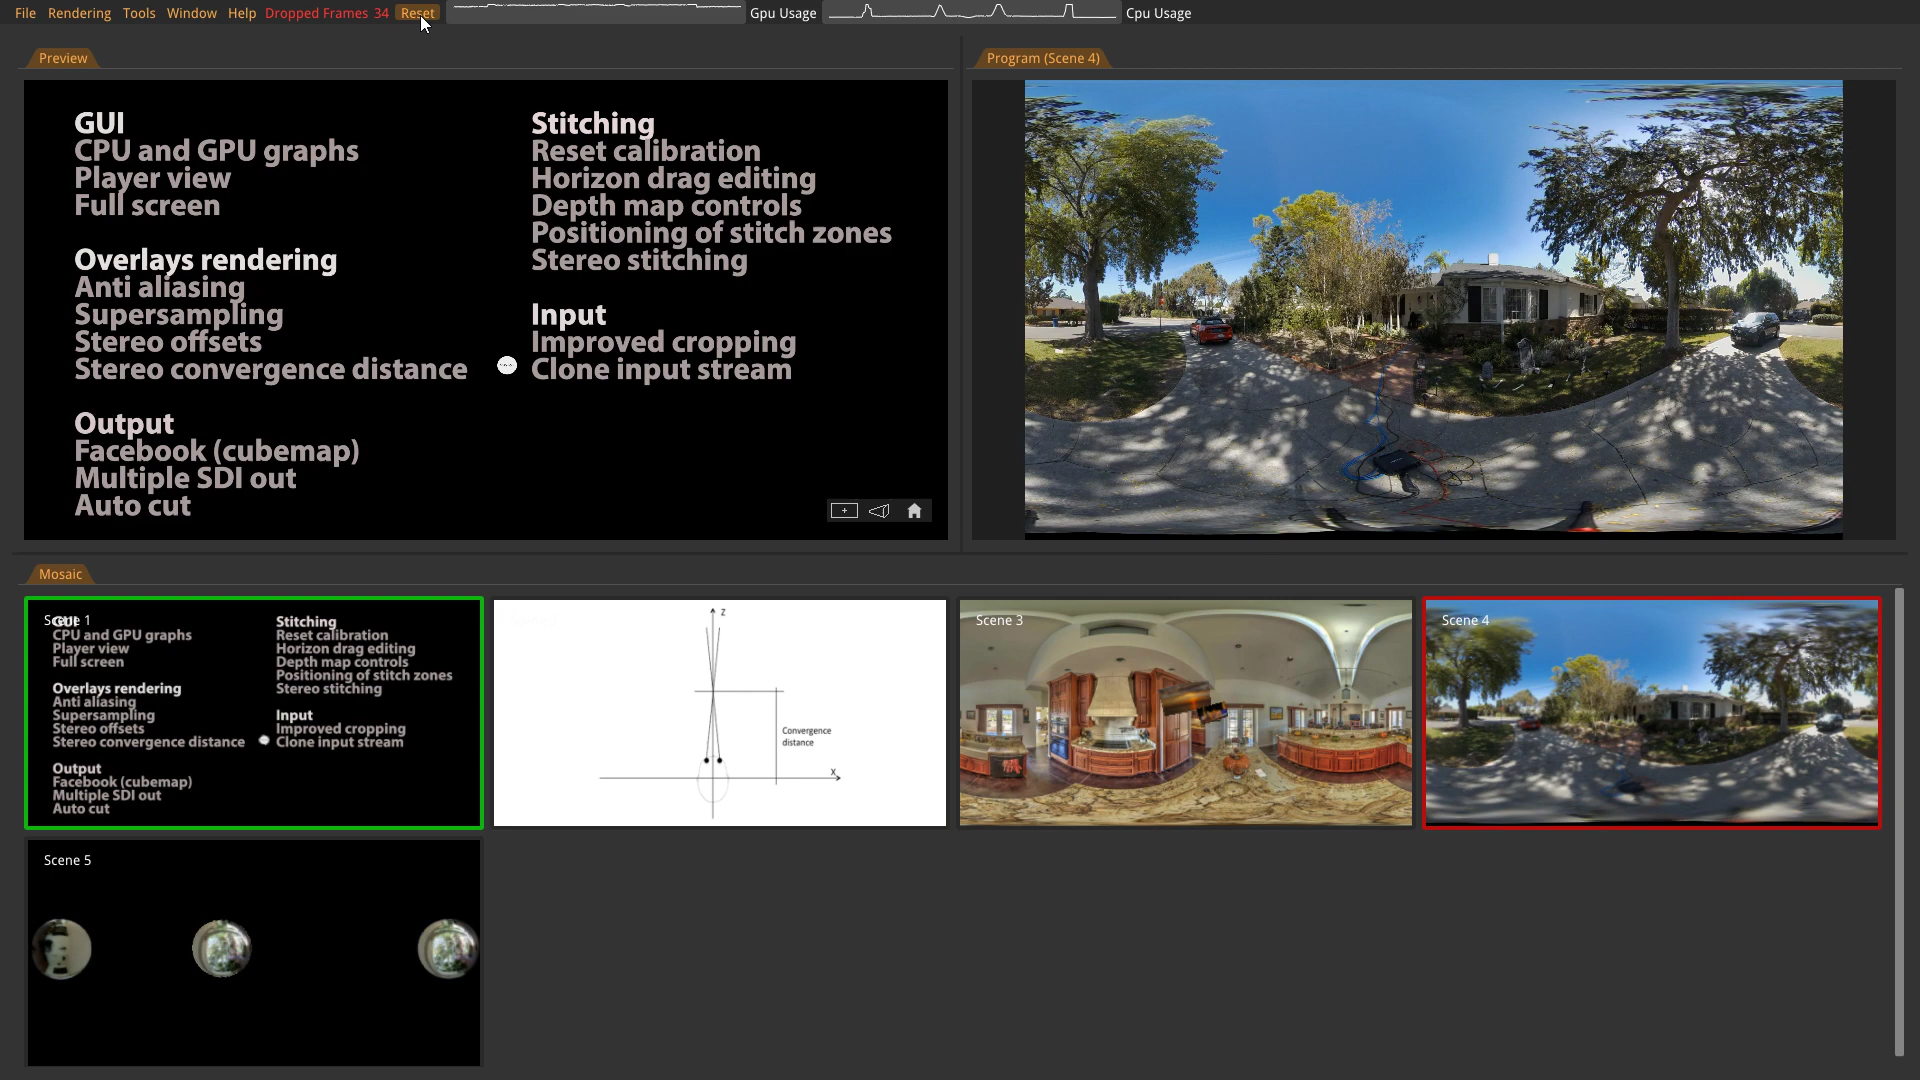 File Rendering Tools Window Help Dropped Frames 34 Reset Gpu Usage Cpu Usage
Preview
GUI
CPU and GPU graphs
Player view
Full screen
Overlays rendering
Anti aliasing
Supersampling
Stereo offsets
Stereo convergence distance
Output
Facebook (cubemap)
Multiple SDI out
Auto cut
Stitching
Reset calibration
Horizon drag editing
Depth map controls
Positioning of stitch zones
Stereo stitching
Input
Improved cropping
Clone input stream
Program (Scene 4)
Mosaic
Scene 1
GUI
CPU and GPU graphs
Player view
Full screen
Overlays rendering
Anti aliasing
Supersampling
Stereo offsets
Stereo convergence distance
Output
Facebook (cubemap)
Multiple SDI out
Auto cut
Stitching
Reset calibration
Horizon drag editing
Depth map controls
Positioning of stitch zones
Stereo stitching
Input
Improved cropping
Clone input stream
Z
Convergence
distance
X
Scene 3
Scene 4
Scene 5